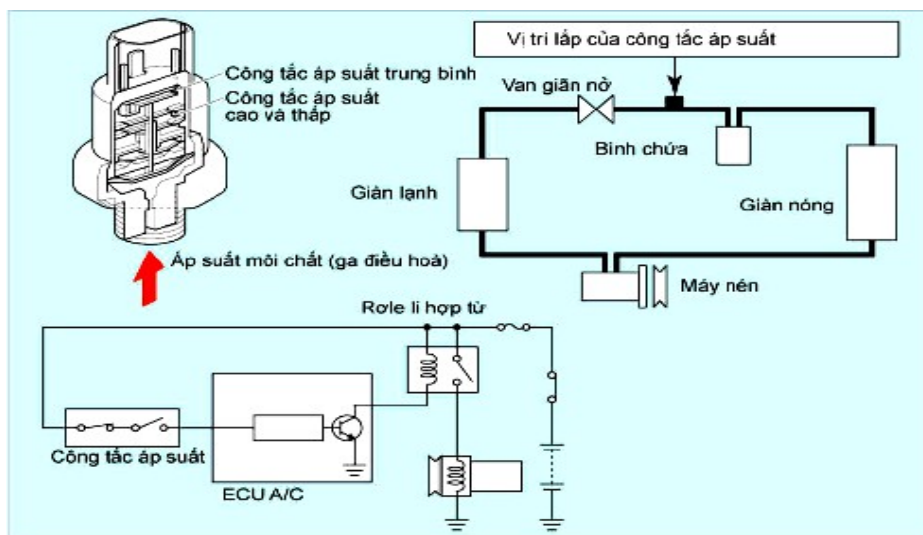 Vị trí lắp của công tắc áp suất
Công tắc áp suất trung bình
Công tắc áp suất
cao và thấp
Van giãn nở
Bình chứa
Giàn lạnh
Giàn nóng
Áp suất môi chất (ga điều hoà)
Máy nén
Rơle li hợp từ
Công tắc áp suất
ECU A/C